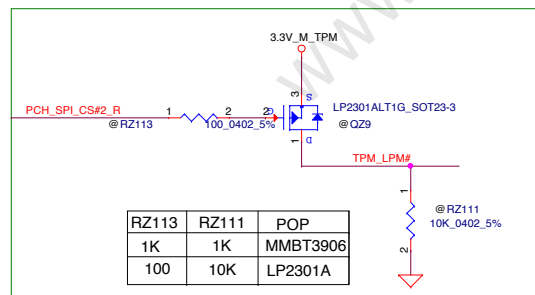 3.3V_M_TPM
3
S
PCH_SPI_CS#2_R
1
2
2
G
LP2301ALT1G_SOT23-3
@RZ113
100_0402_5%
@QZ9
1
D
TPM_LPM#
1
@RZ111
10K_0402_5%
2
RZ113 RZ111 POP
1K 1K MMBT3906
100 10K LP2301A
www.